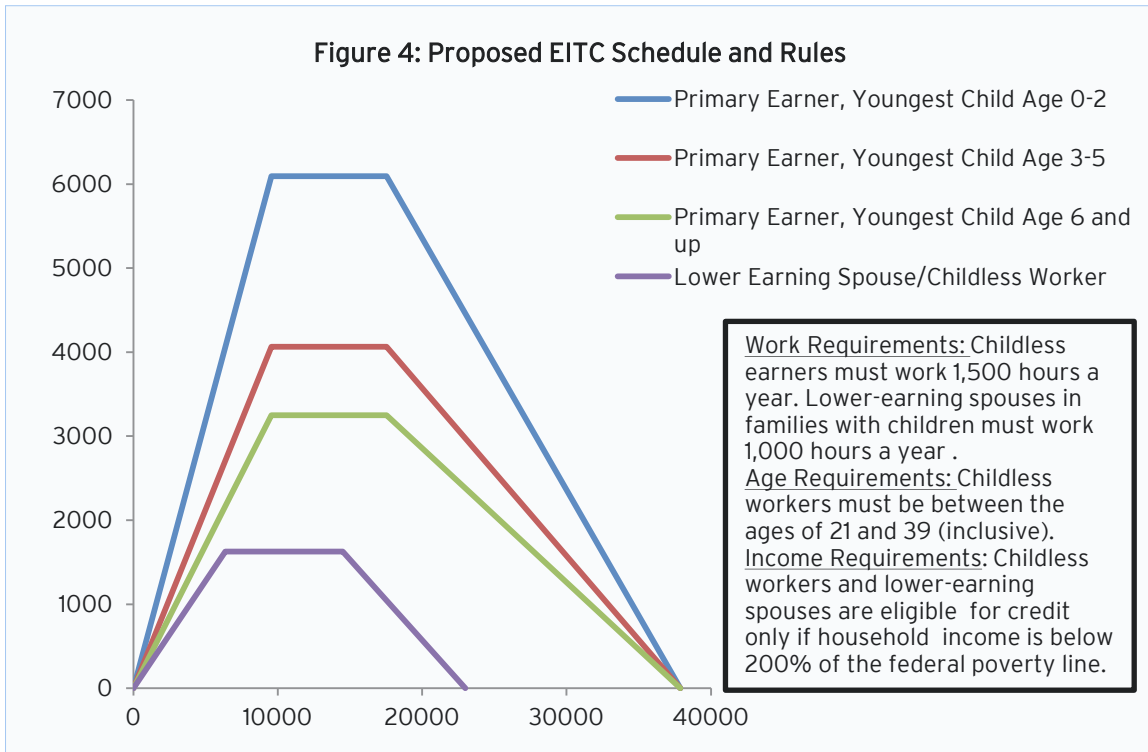 Figure 4: Proposed EITC Schedule and Rules
7000
6000
5000
4000
3000
2000
1000
0
0
10000
20000
30000
40000
Primary Earner, Youngest Child Age 0-2
Primary Earner, Youngest Child Age 3-5
Primary Earner, Youngest Child Age 6 and
up
Lower Earning Spouse/Childless Worker
Work Requirements: Childless
earners must work 1,500 hours a
year. Lower-earning spouses in
families with children must work
1,000 hours a year .
Age Requirements: Childless
workers must be between the
ages of 21 and 39 (inclusive).
Income Requirements: Childless
workers and lower-earning
spouses are eligible for credit
only if household income is below
200% of the federal poverty line.